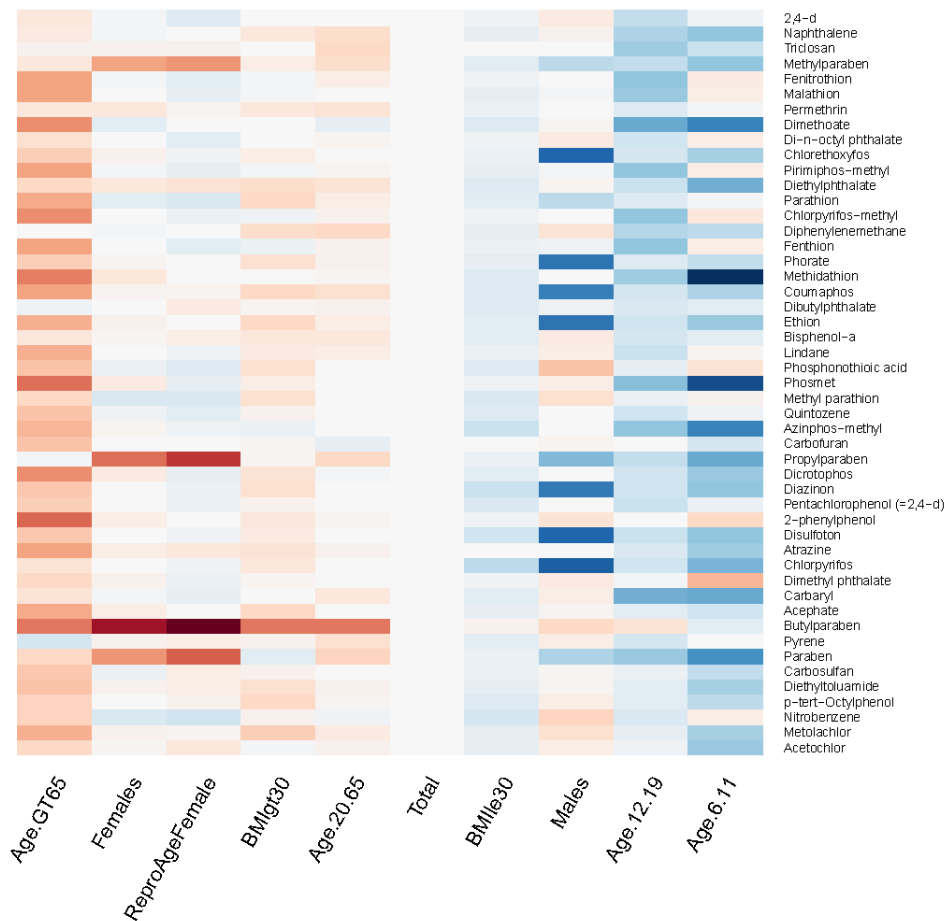 2,4-d
Naphthalene
Triclosan
Methylparaben
Fenitrothion
Malathion
Permethrin
Dimethoate
Di-n-octyl phthalate
Chlorethoxyfos
Pirimiphos-methyl
Diethylphthalate
Parathion
Chlorpyrifos-methyl
Diphenylenemethane
Fenthion
Phorate
Methidathion
Coumaphos
Dibutylphthalate
Ethion
Bisphenol-a
Lindane
Phosphonothioic acid
Phosmet
Methyl parathion
Quintozene
Azinphos-methyl
Carbofuran
Propylparaben
Dicrotophos
Diazinon
Pentachlorophenol (=2,4-d)
2-phenylphenol
Disulfoton
Atrazine
Chlorpyrifos
Dimethyl phthalate
Carbaryl
Acephate
Butylparaben
Pyrene
Paraben
Carbosulfan
Diethyltoluamide
p-tert-Octylphenol
Nitrobenzene
Metolachlor
Acetochlor
Age.GT65
Females
ReproAgeFemale
BMIgt30
Age.20.65
Total
BMIle30
Males
Age.12.19
Age.6.11